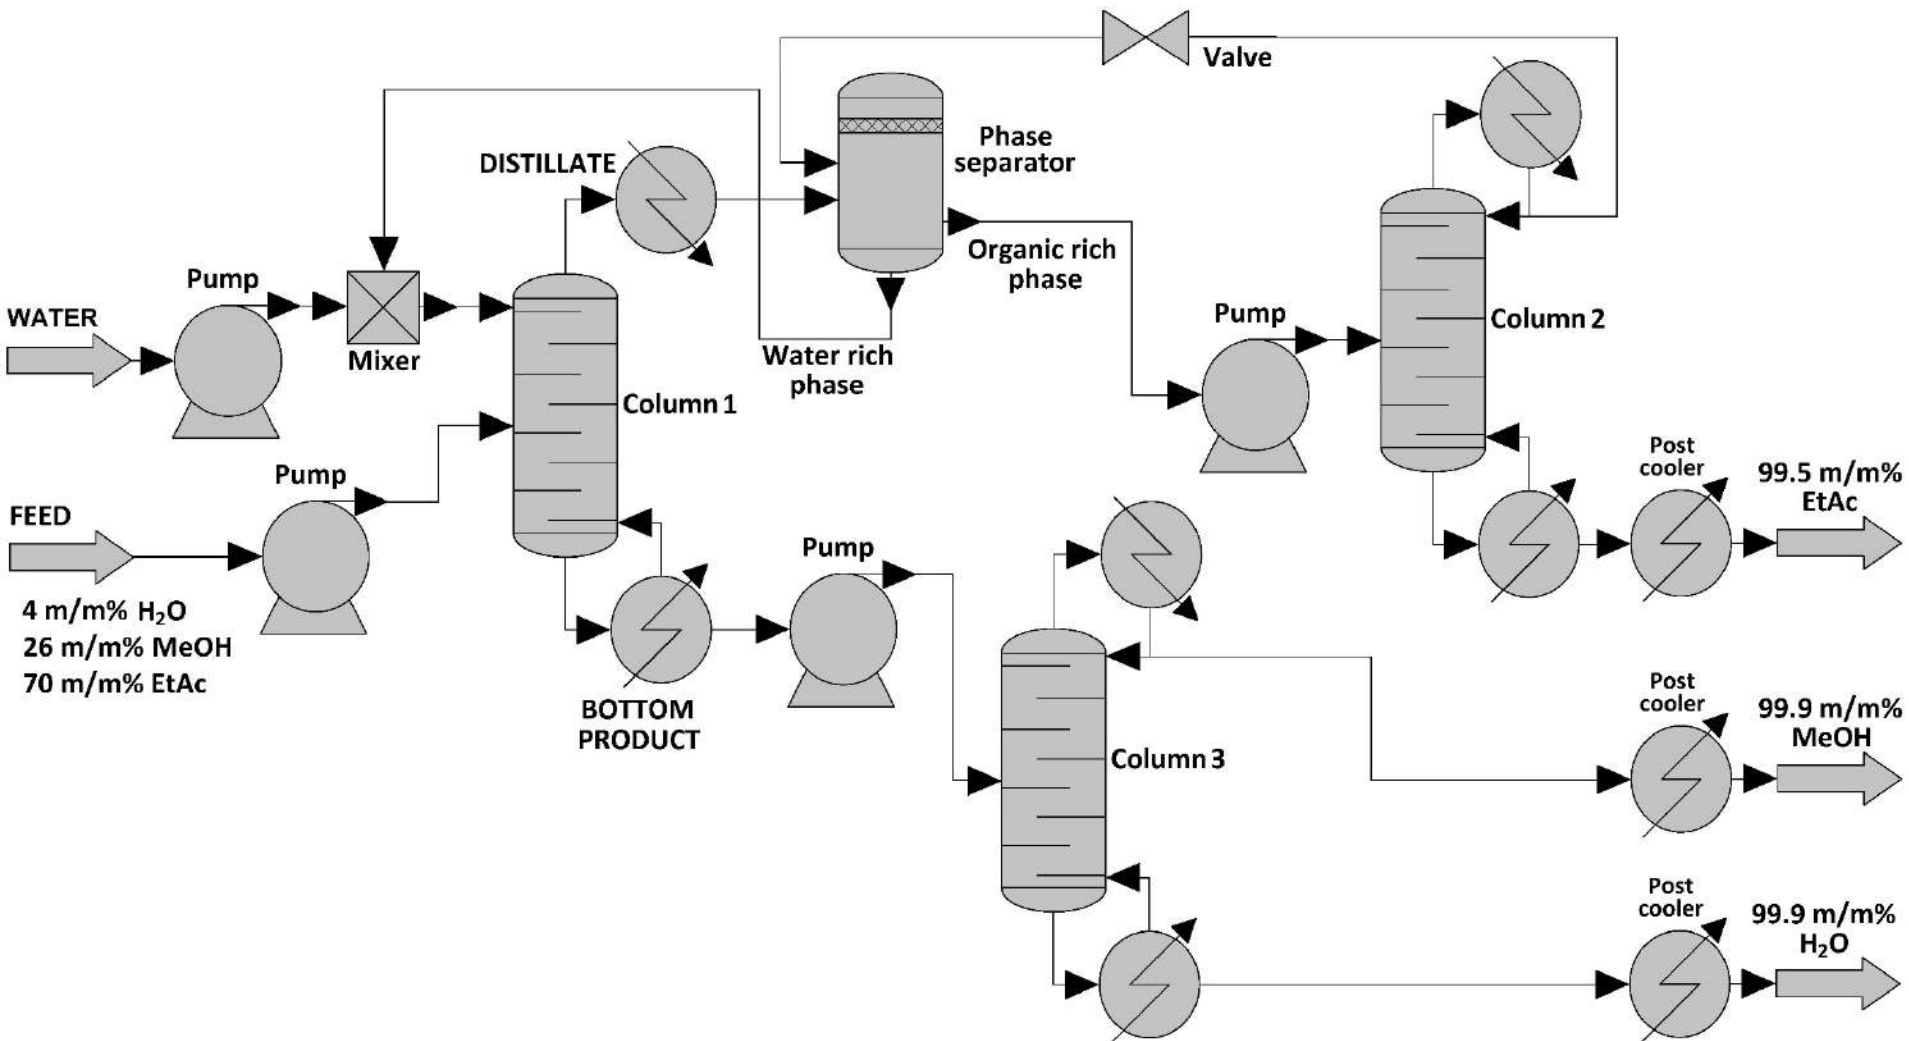 Valve
Phase
separator
DISTILLATE
Organic rich
phase
Pump
WATER
Mixer
Water rich
phase
Pump
Column 2
Column 1
Pump
FEED
4 m/m% H₂O
26 m/m% MeOH
70 m/m% EtAc
Pump
BOTTOM
PRODUCT
Post
cooler
99.5 m/m%
EtAc
Column 3
Post
cooler
99.9 m/m%
MeOH
Post
cooler
99.9 m/m%
H₂O